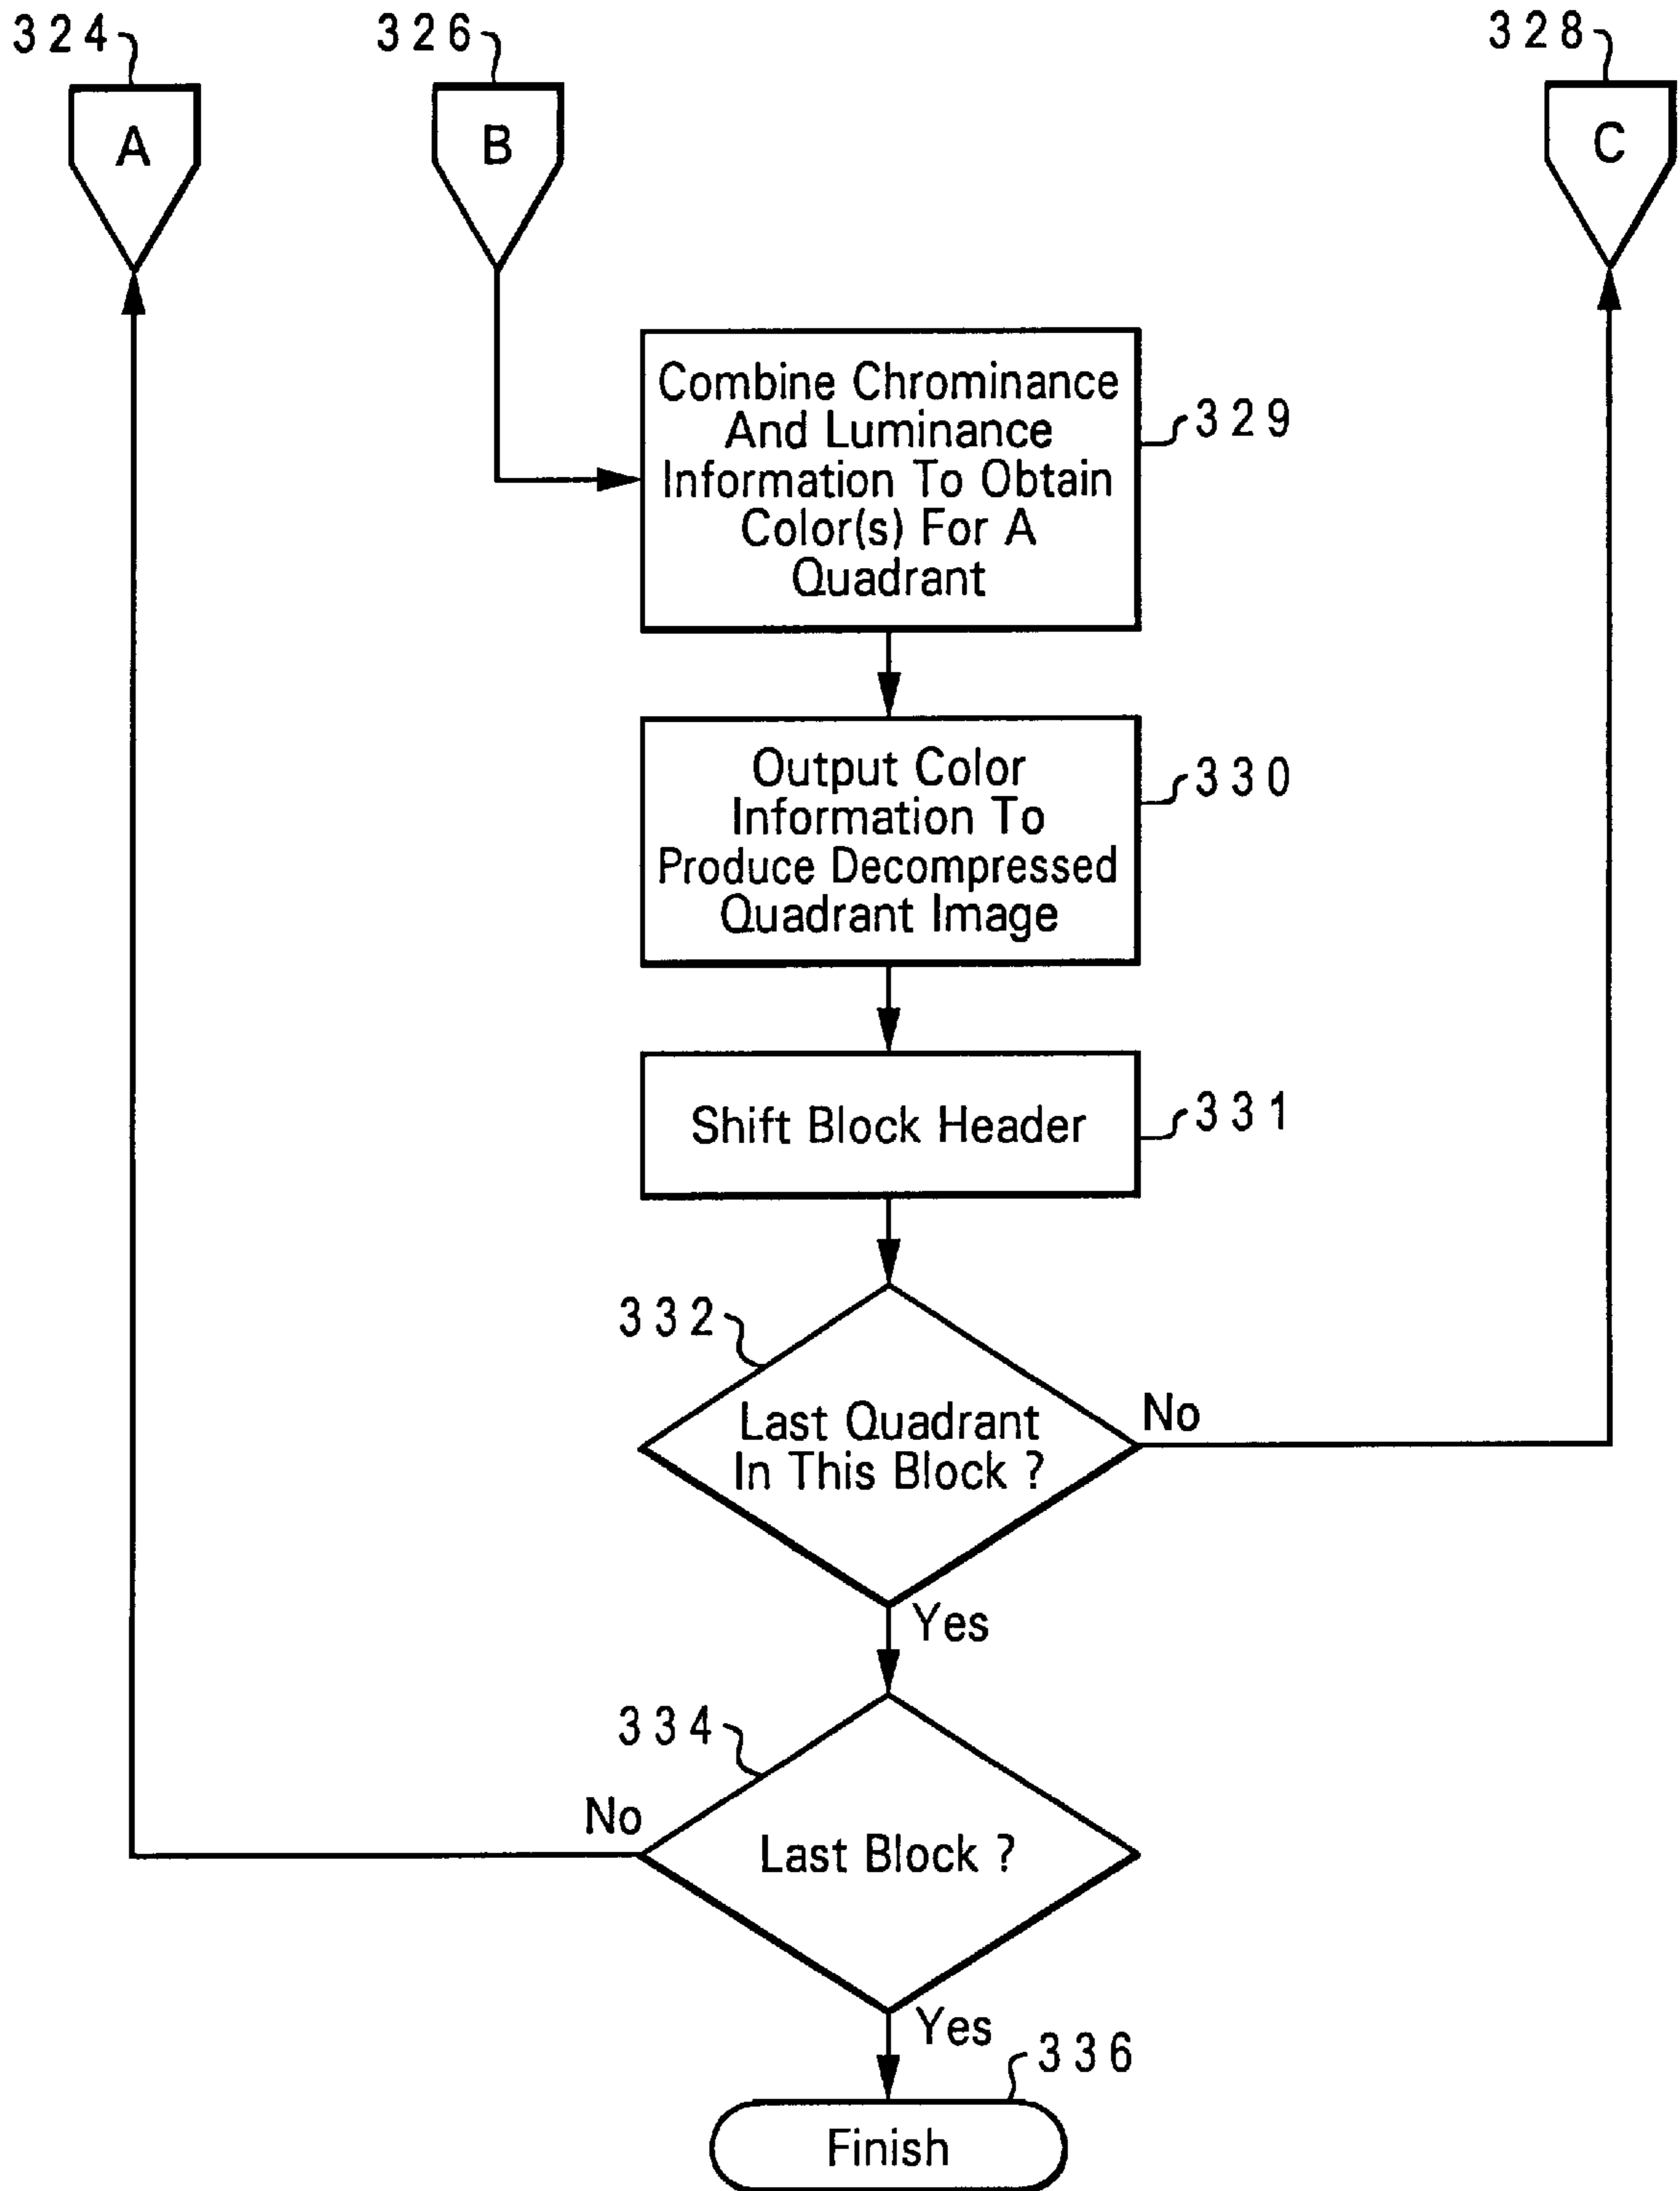 324
326
328
A
B
C
Combine Chrominance
And Luminance
Information To Obtain
Color(s) For A
Quadrant
329
Output Color
Information To
Produce Decompressed
Quadrant Image
330
Shift Block Header
331
332
Last Quadrant
In This Block ?
No
Yes
334
No
Last Block ?
Yes
336
Finish